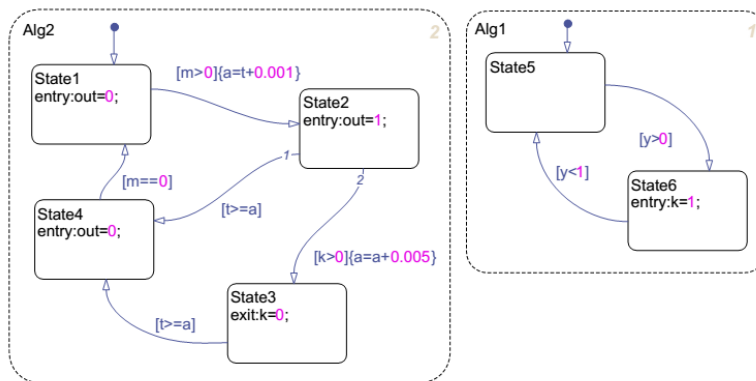 Alg2
2
State1
entry:out=0;
[m>0]{a=t+0.001}
State2
entry:out=1;
1
2
[m==0]
[t>=a]
State4
entry:out=0;
[k>0]{a=a+0.005}
State3
exit:k=0;
[t>=a]
Alg1
1
State5
[y>0]
[y<1]
State6
entry:k=1;